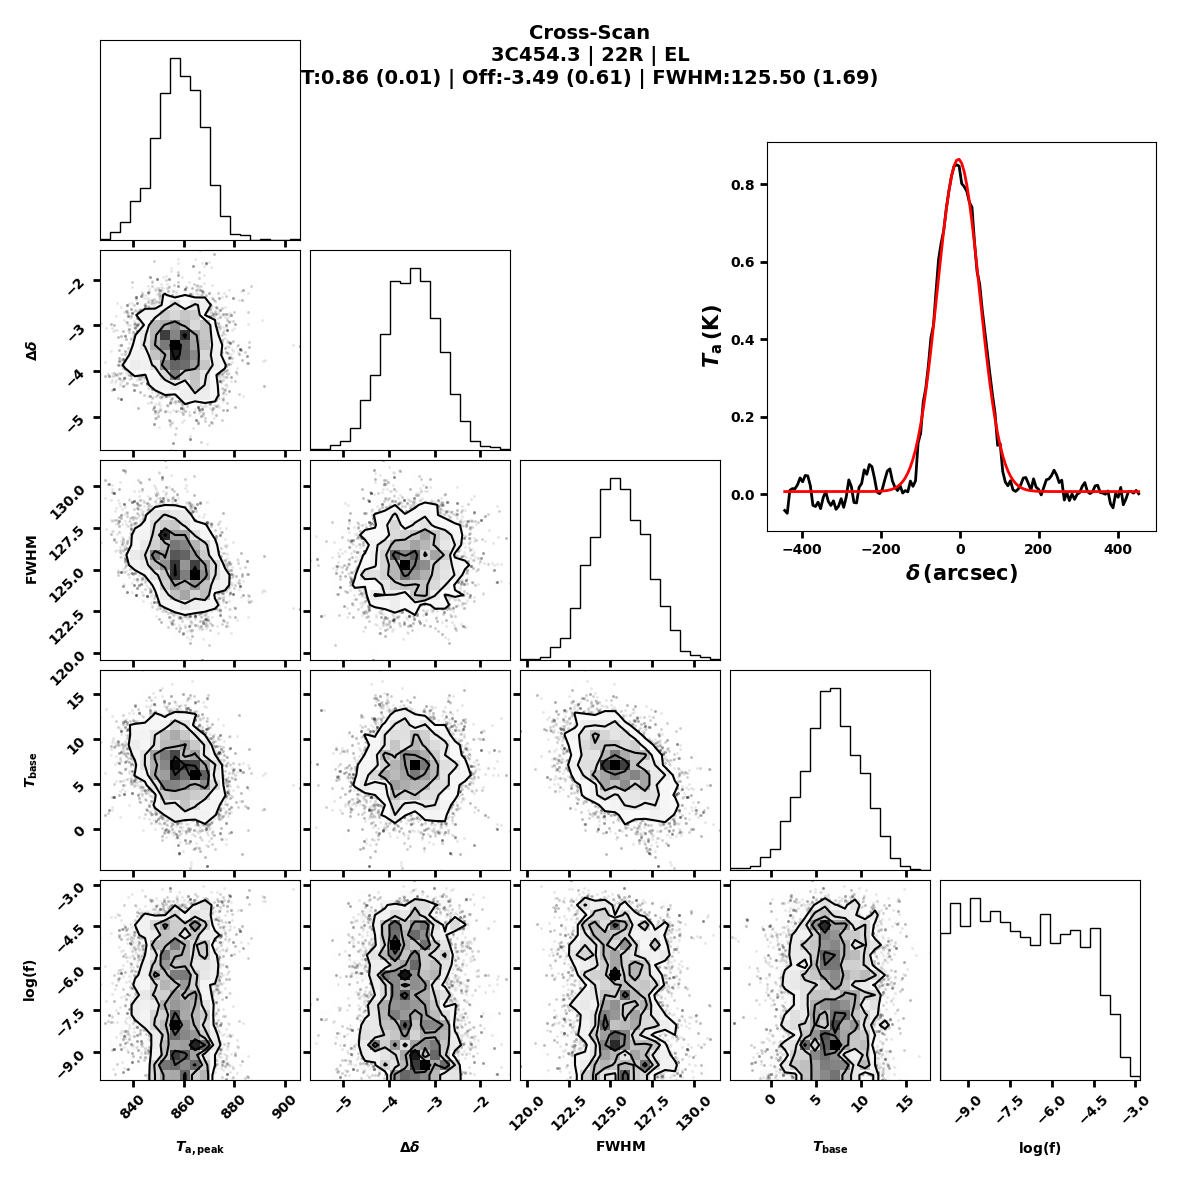 Cross-Scan
3C454.3 | 22R | EL
T:0.86 (0.01) | Off:-3.49 (0.61) | FWHM:125.50 (1.69)
0.8
0.6
0.4
0.2
0.0
Ta (K)
−400 −200 0 200 400
δ (arcsec)
−2
−3
−4
−5
Δδ
130.0
127.5
125.0
122.5
120.0
FWHM
15
10
5
0
Tbase
−3.0
−4.5
−6.0
−7.5
−9.0
log(f)
840 860 880 900
−5 −4 −3 −2
120.0 122.5 125.0 127.5 130.0
0 5 10 15
−9.0 −7.5 −6.0 −4.5 −3.0
Ta,peak Δδ FWHM Tbase log(f)